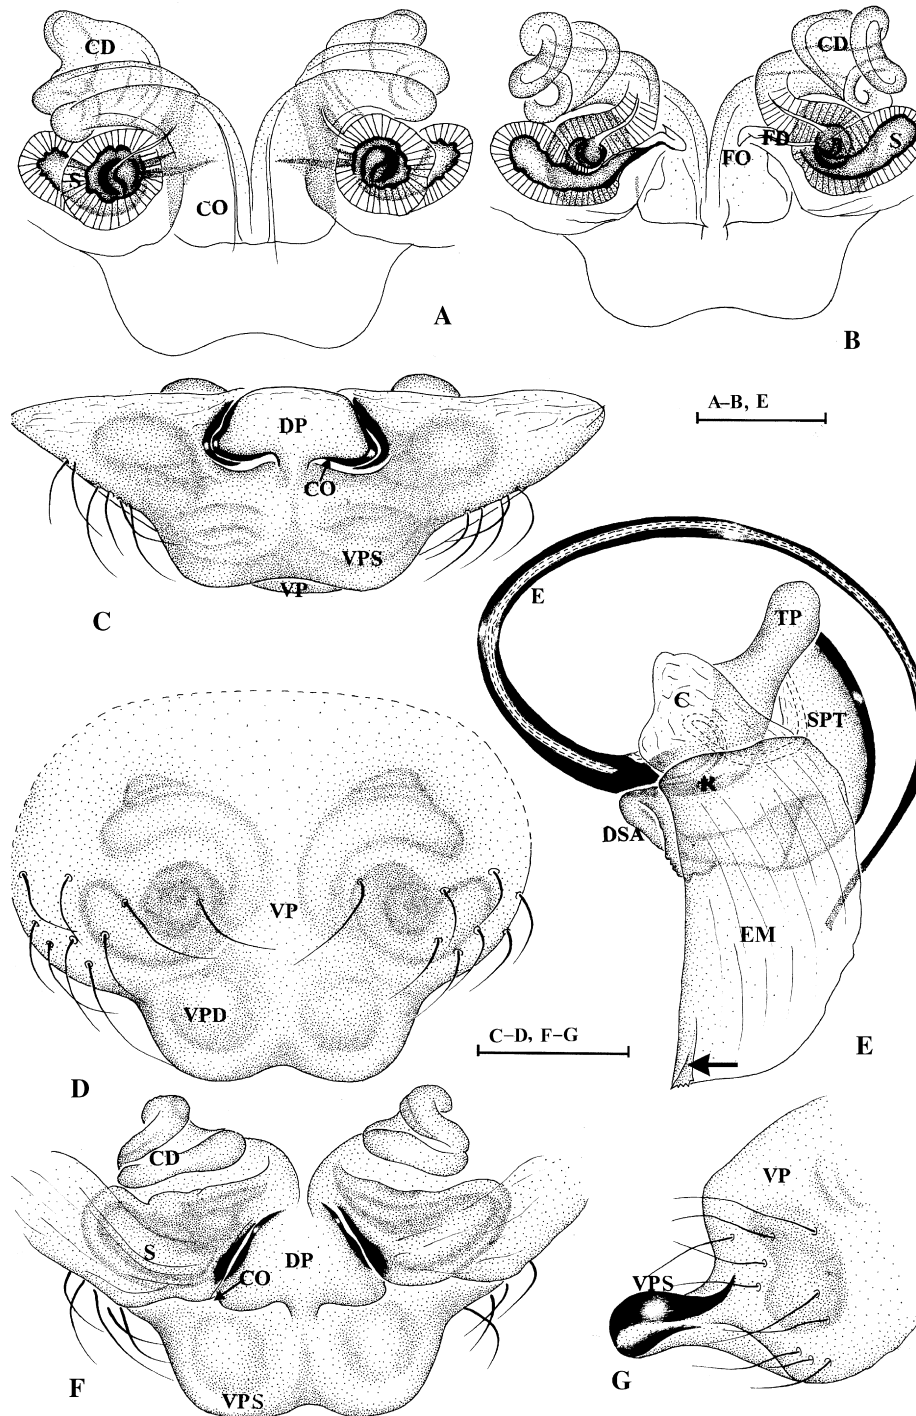 CD
S
CO
A
CD
FD
S
FO
B
A–B, E
DP
CO
VPS
VP
C
E
TP
C
SPT
K
DSA
EM
E
VP
VPD
D
C–D, F–G
CD
S
DP
CO
VPS
F
VP
VPS
G